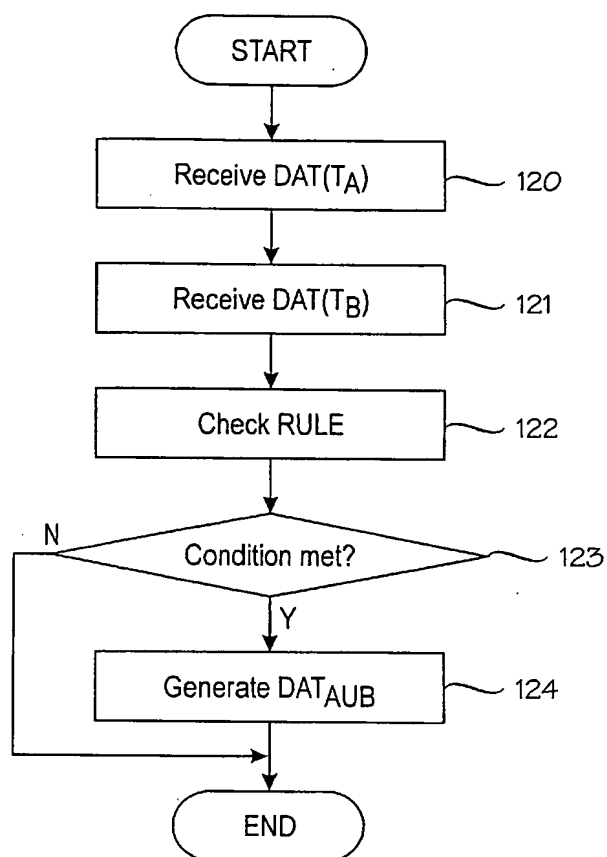 START
Receive DAT(TA)
120
Receive DAT(TB)
121
Check RULE
122
N
Condition met?
123
Y
Generate DATAUB
124
END